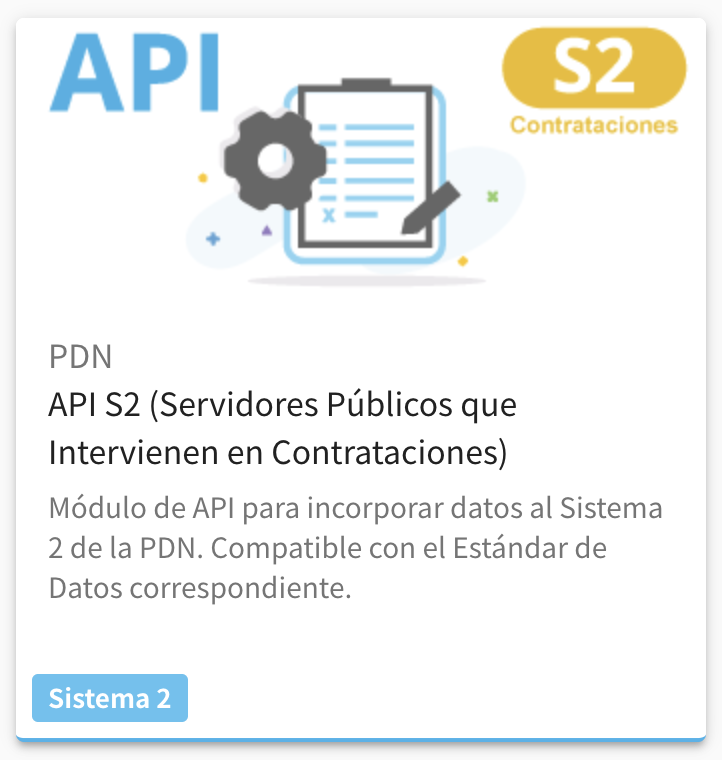 API
S2
Contrataciones
PDN
API S2 (Servidores Públicos que
Intervienen en Contrataciones)
Módulo de API para incorporar datos al Sistema
2 de la PDN. Compatible con el Estándar de
Datos correspondiente.
Sistema 2